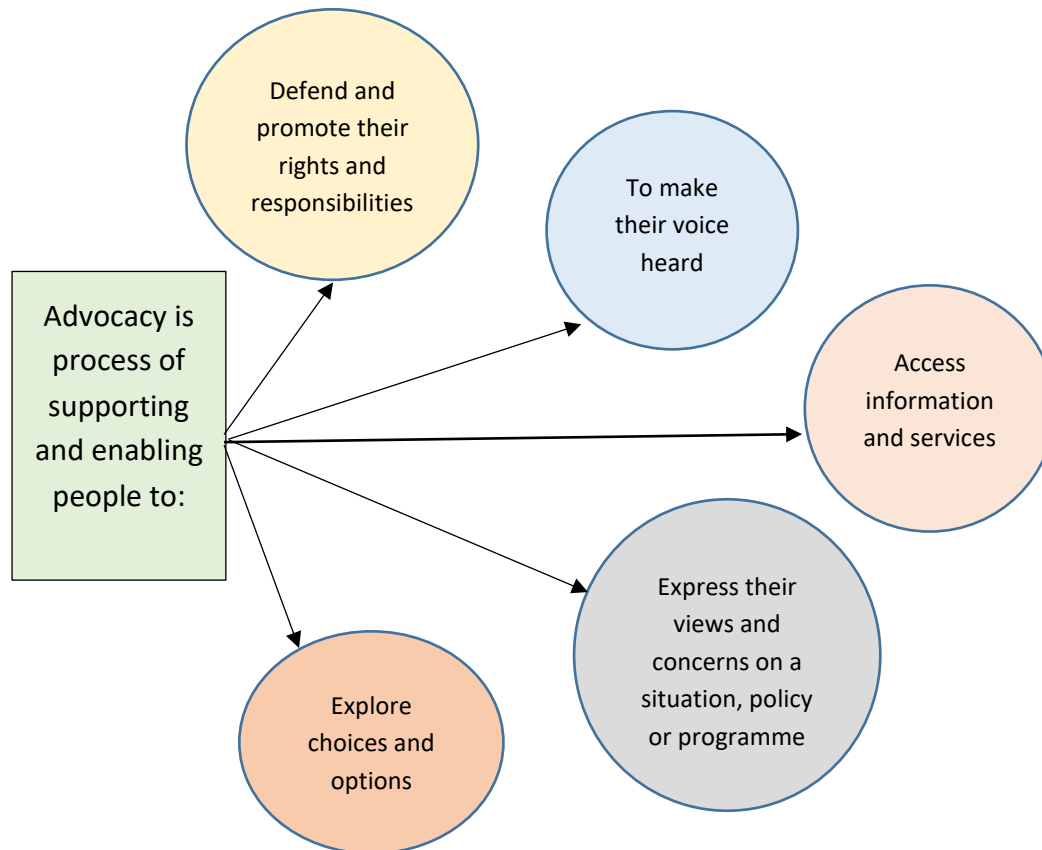 Defend and
promote their
rights and
responsibilities
To make
their voice
heard
Advocacy is
process of
supporting
and enabling
people to:
Access
information
and services
Express their
views and
concerns on a
situation, policy
or programme
Explore
choices and
options